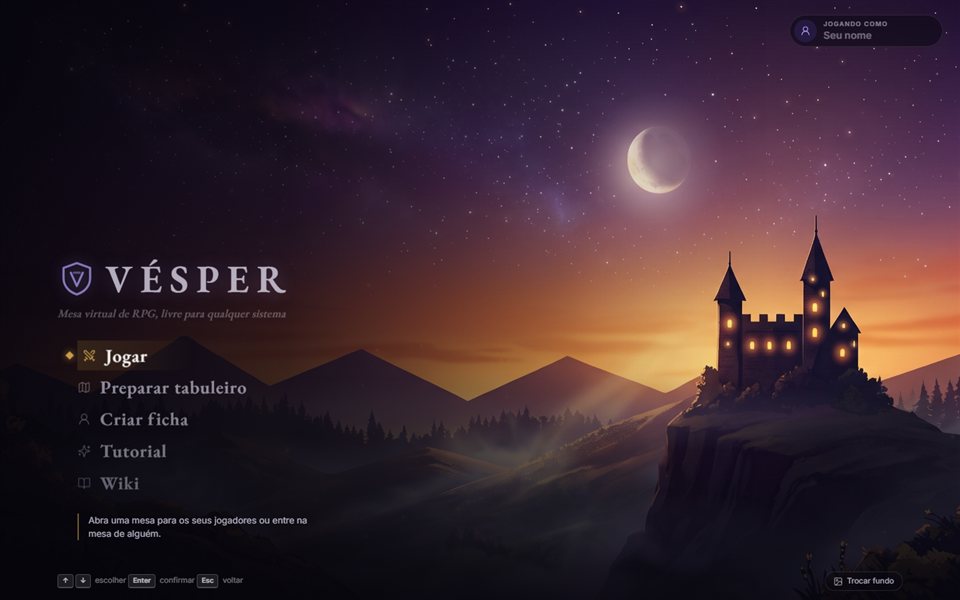 JOGANDO COMO
Seu nome
VÉSPER
Mesa virtual de RPG, livre para qualquer sistema
Jogar
Preparar tabuleiro
Criar ficha
Tutorial
Wiki
Abra uma mesa para os seus jogadores ou entre na
mesa de alguém.
↑ ↓ escolher Enter confirmar Esc voltar
Trocar fundo